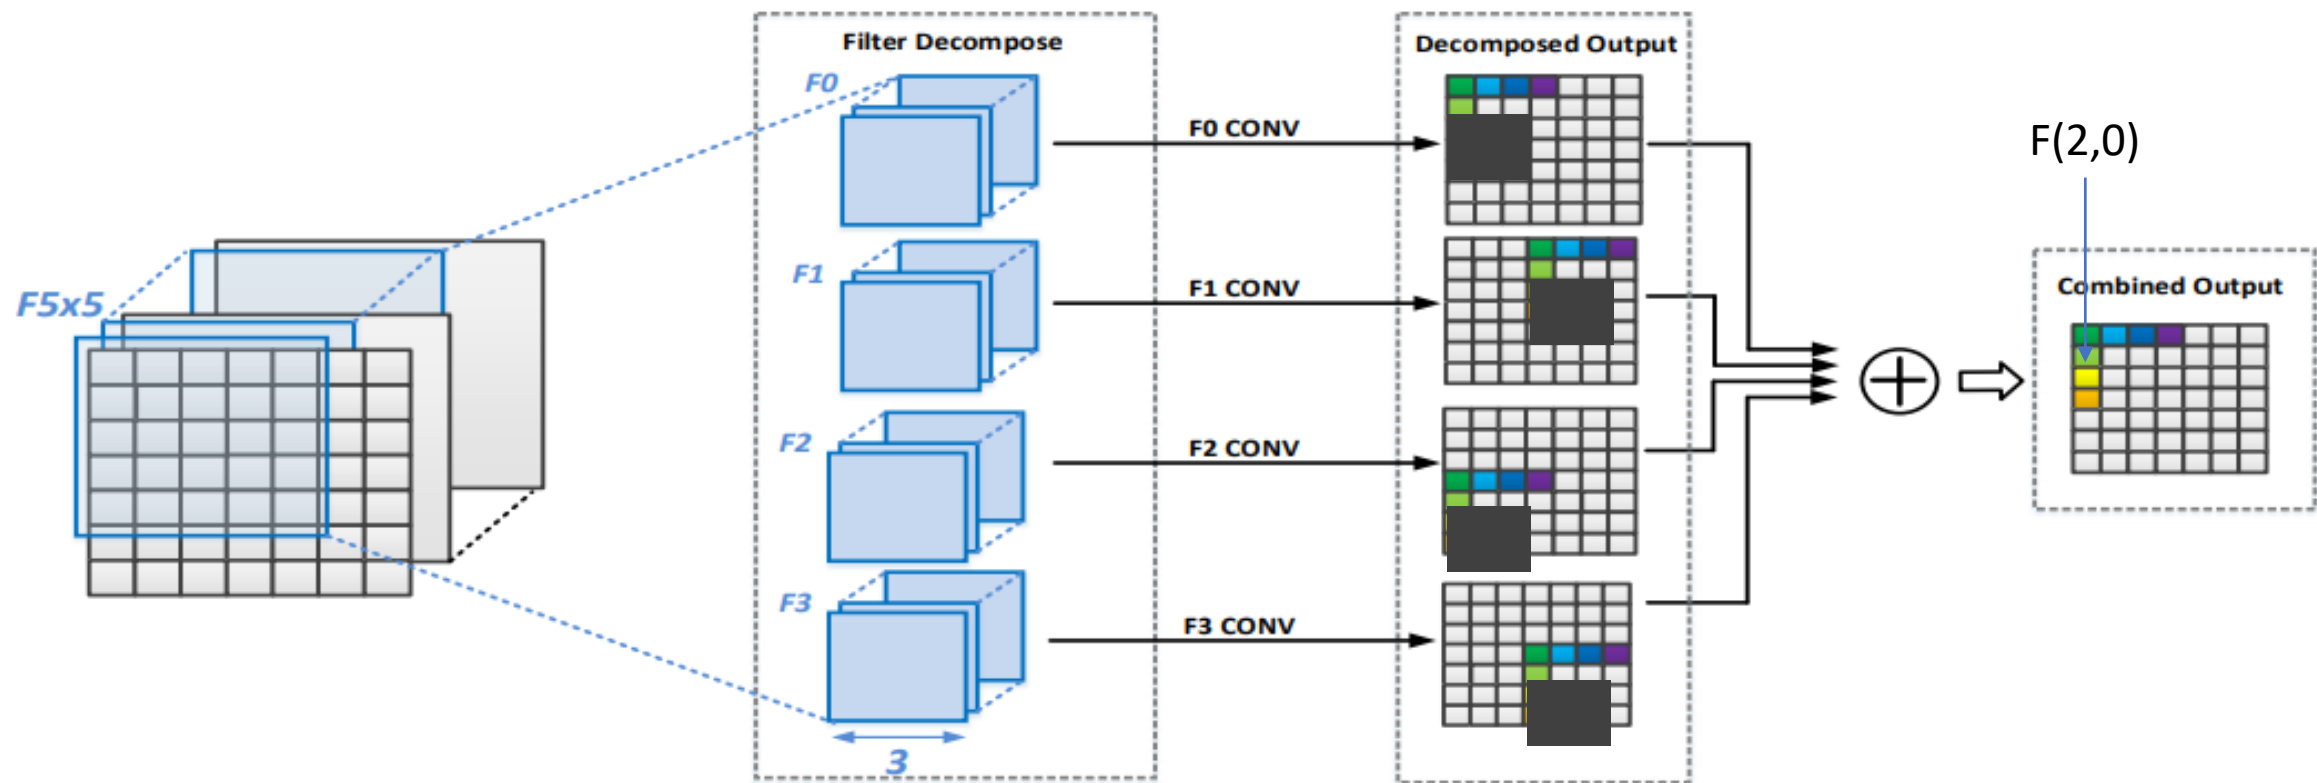 Filter Decompose
Decomposed Output
F0
F0 CONV
F(2,0)
F1
F1 CONV
F5x5
Combined Output
F2
F2 CONV
F3
F3 CONV
3